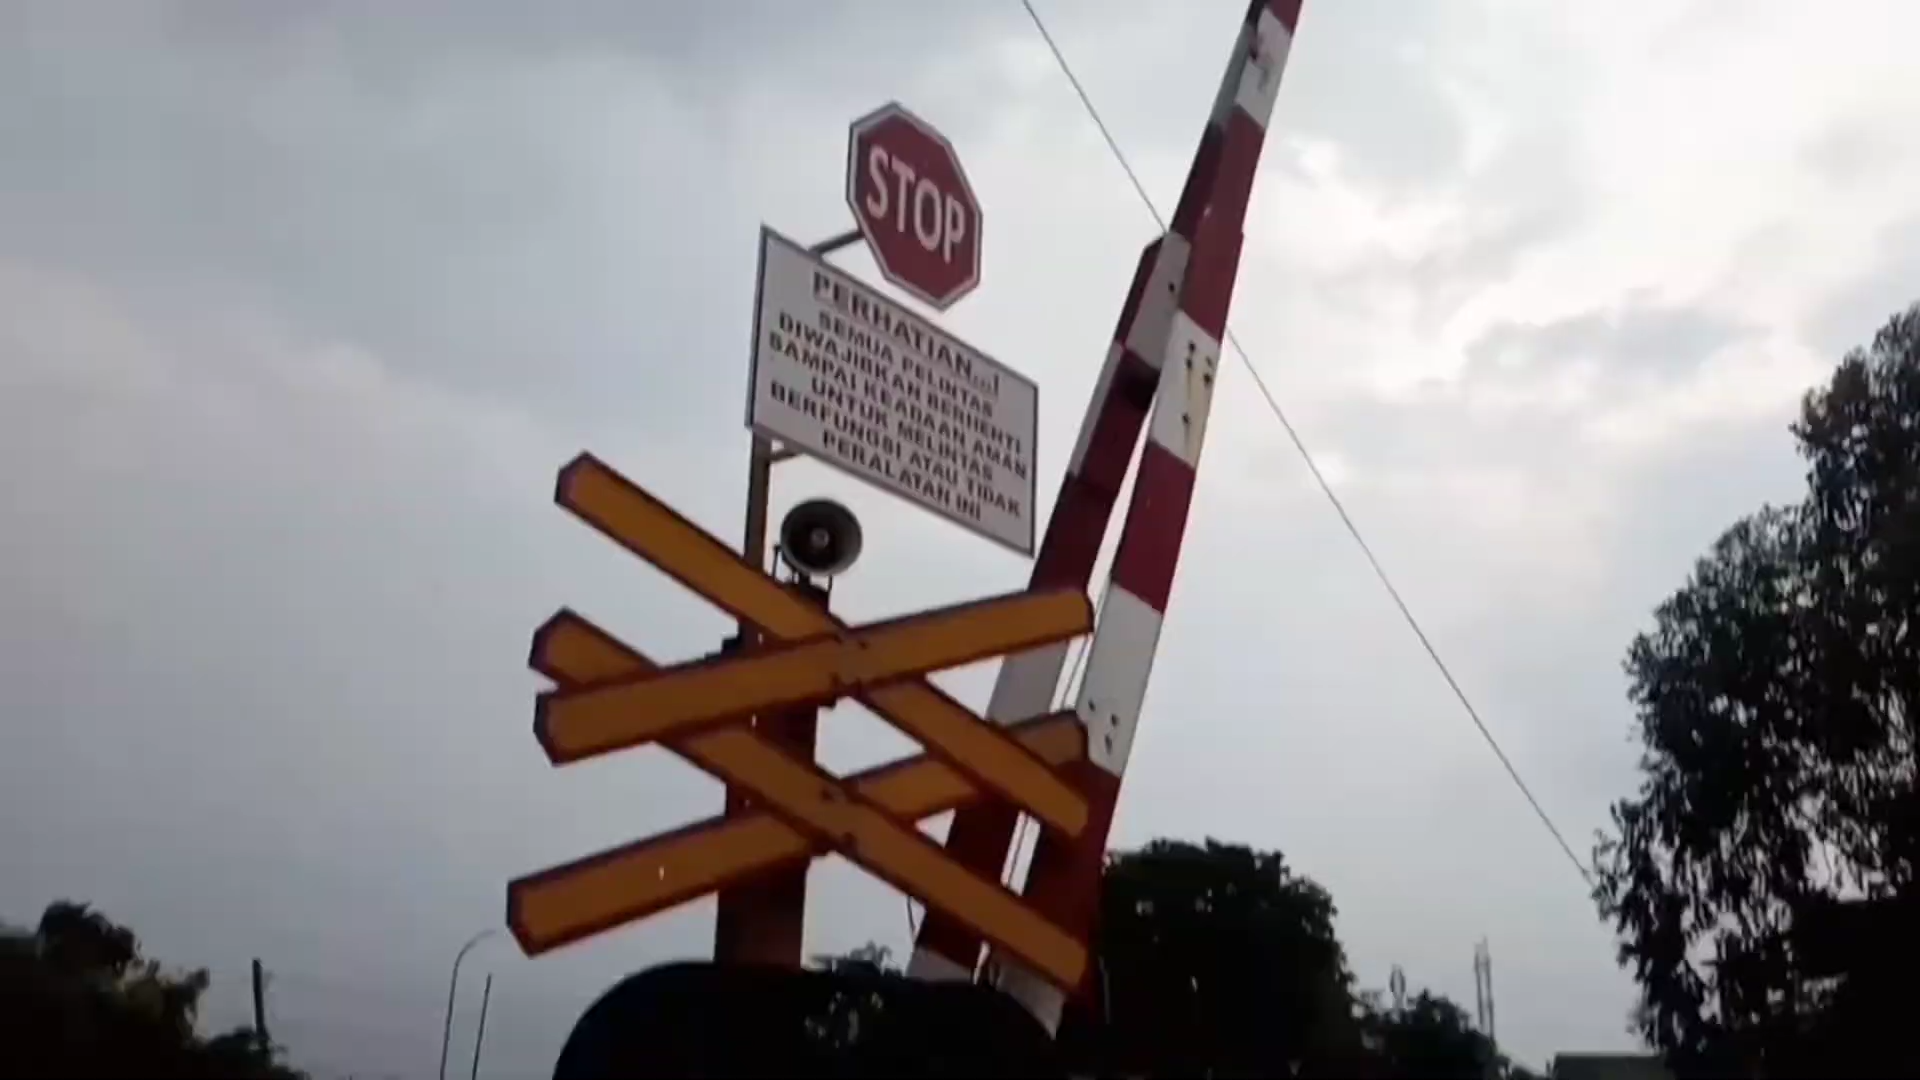 STOP
PERHATIAN...!
SEMUA PELINTAS
DIWAJIBKAN BERHENTI
SAMPAI KEADAAN AMAN
UNTUK MELINTAS
BERFUNGSI ATAU TIDAK
PERALATAN INI